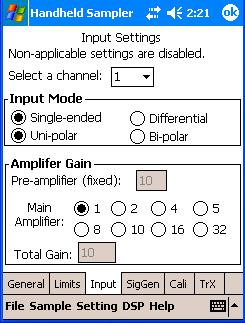 Handheld Sampler 2:21 ok
Input Settings
Non-applicable settings are disabled.
Select a channel: 1
Input Mode
Single-ended Differential
Uni-polar Bi-polar
Amplifer Gain
Pre-amplifier (fixed): 10
Main 1 2 4 5
Amplifier: 8 10 16 32
Total Gain: 10
General Limits Input SigGen Cali TrX
File Sample Setting DSP Help